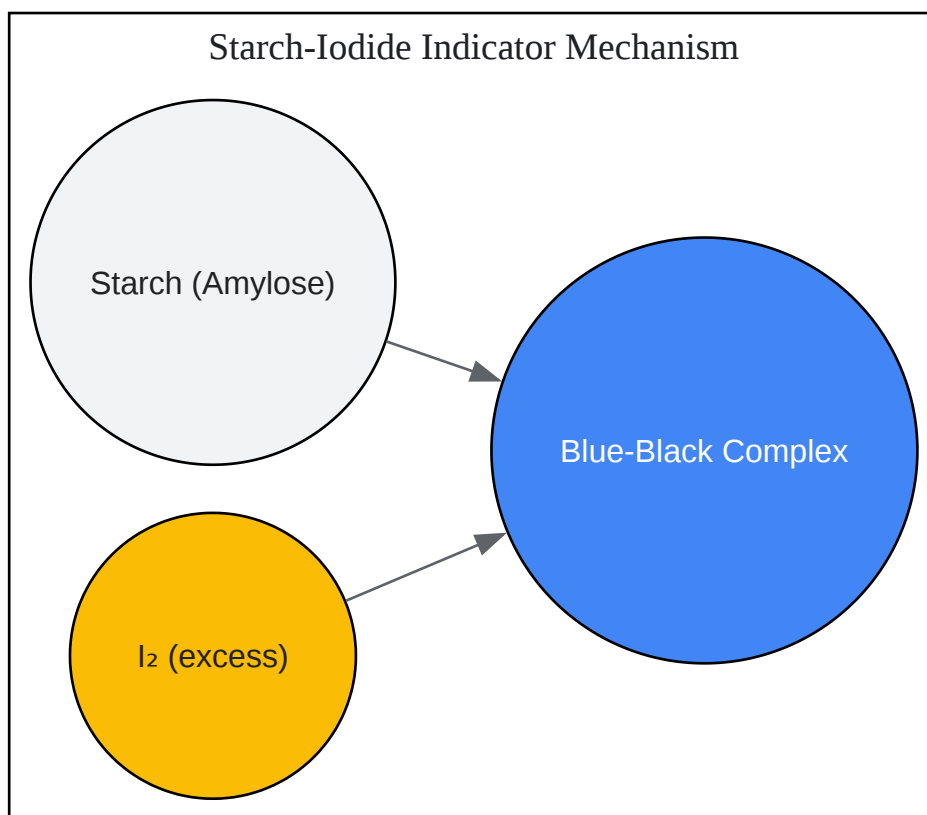 Starch-Iodide Indicator Mechanism
Starch (Amylose)
Blue-Black Complex
I₂ (excess)